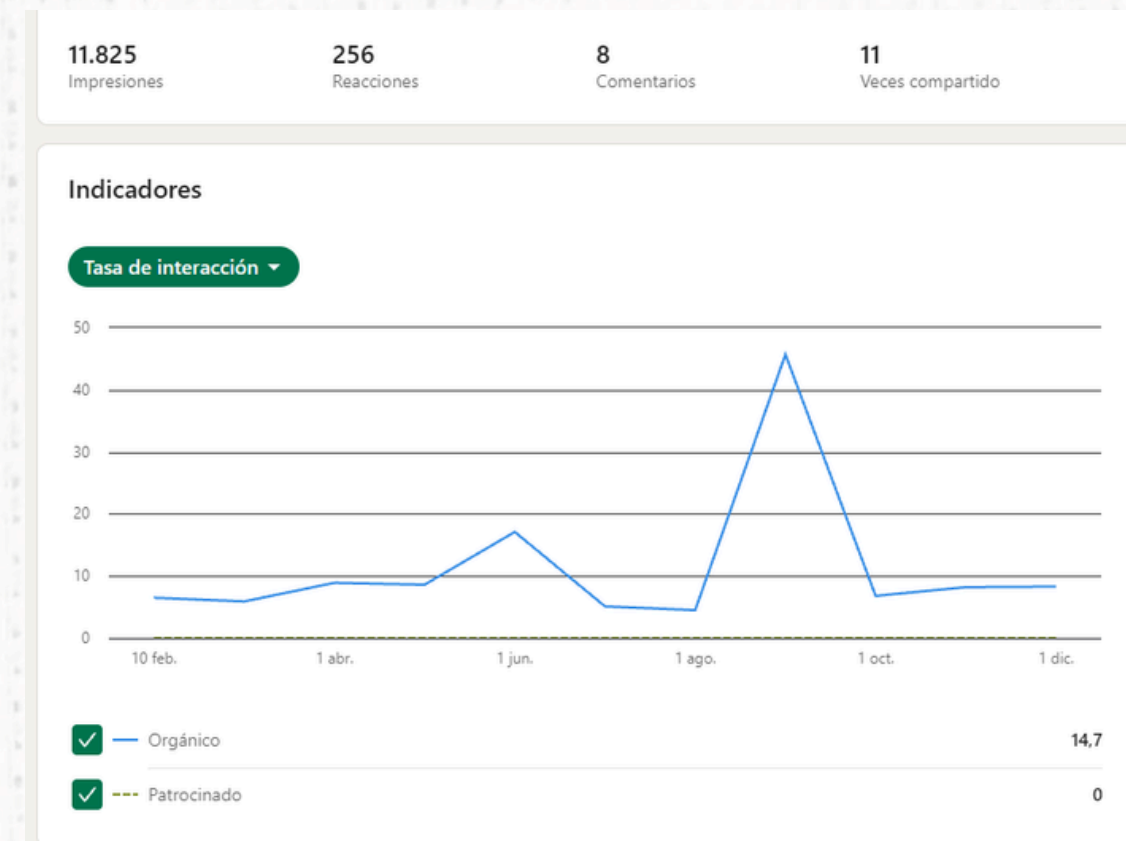 11.825 256 8 11
Impresiones Reacciones Comentarios Veces compartido
Indicadores
Tasa de interacción
50
40
30
20
10
0
10 feb. 1 abr. 1 jun. 1 ago. 1 oct. 1 dic.
Orgánico 14,7
Patrocinado 0